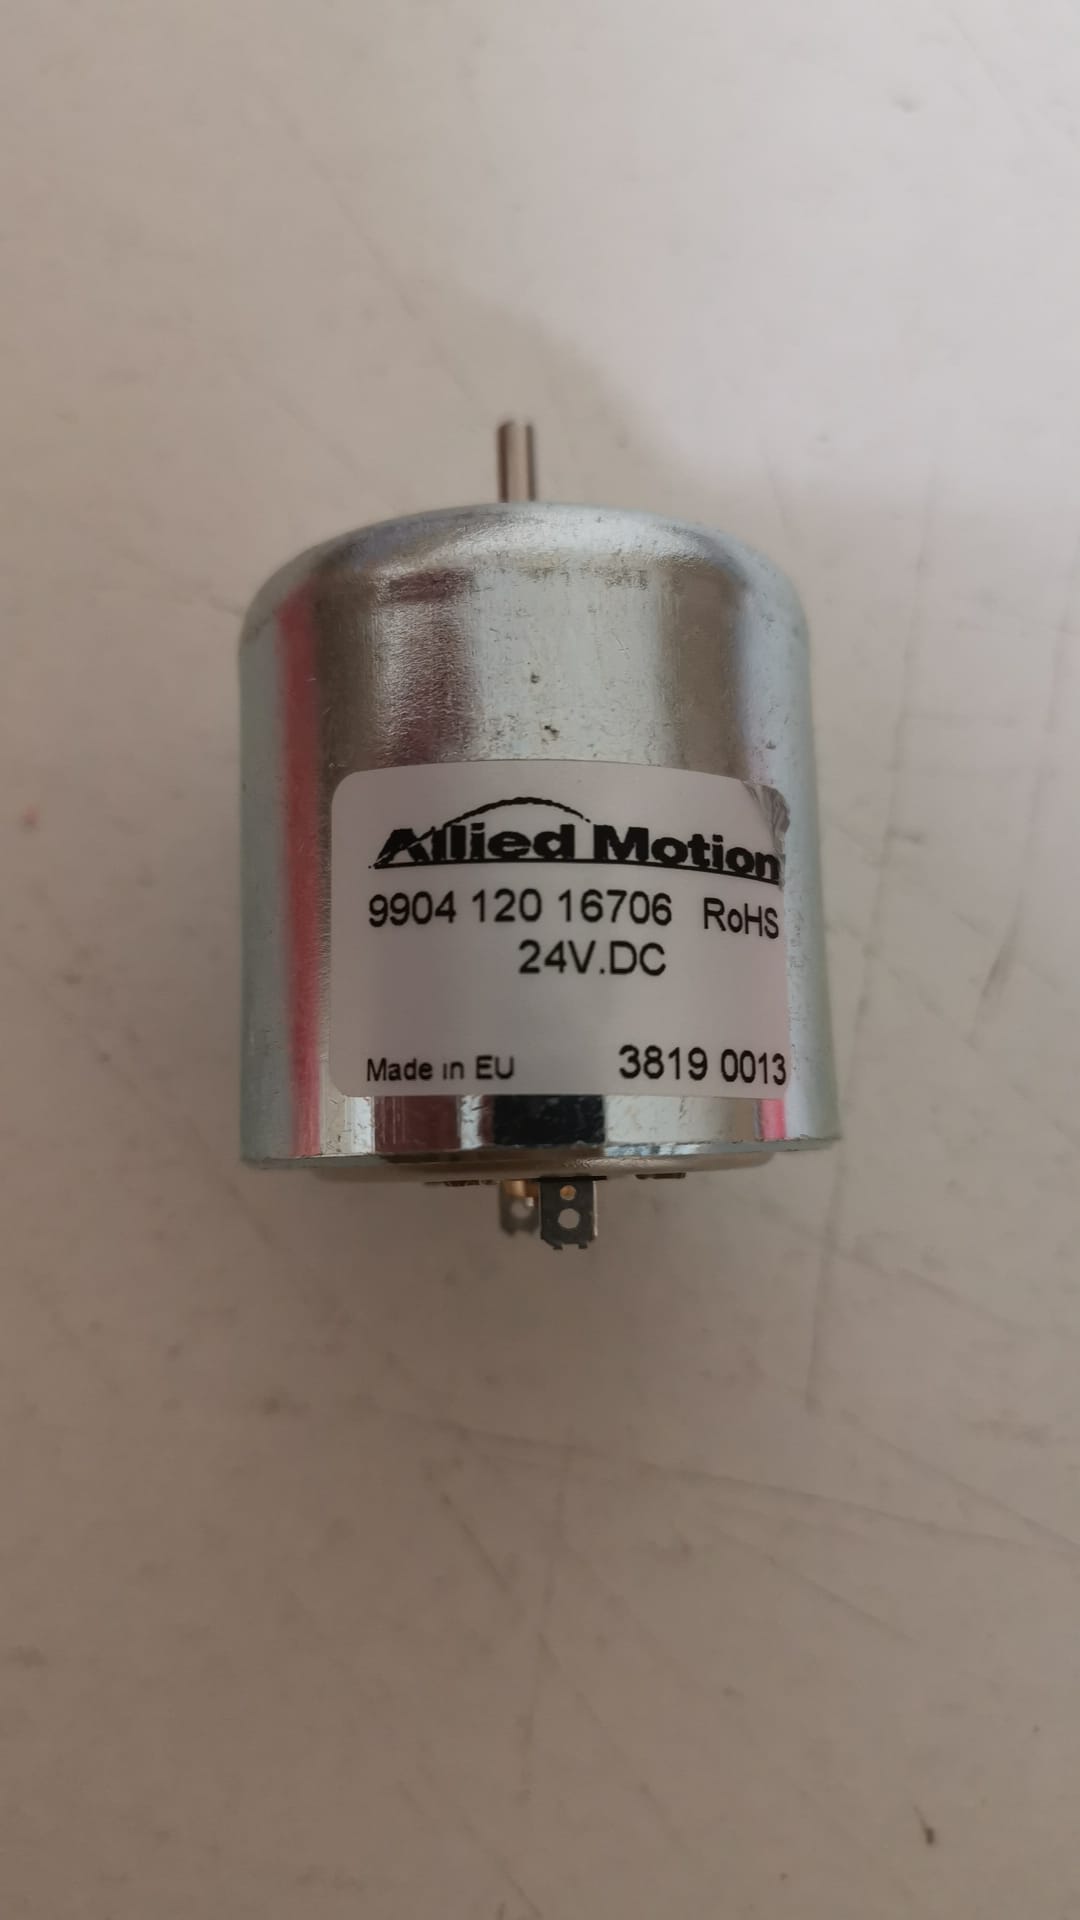 Allied Motion
9904 120 16706 RoHS
24V.DC
Made in EU 3819 0013